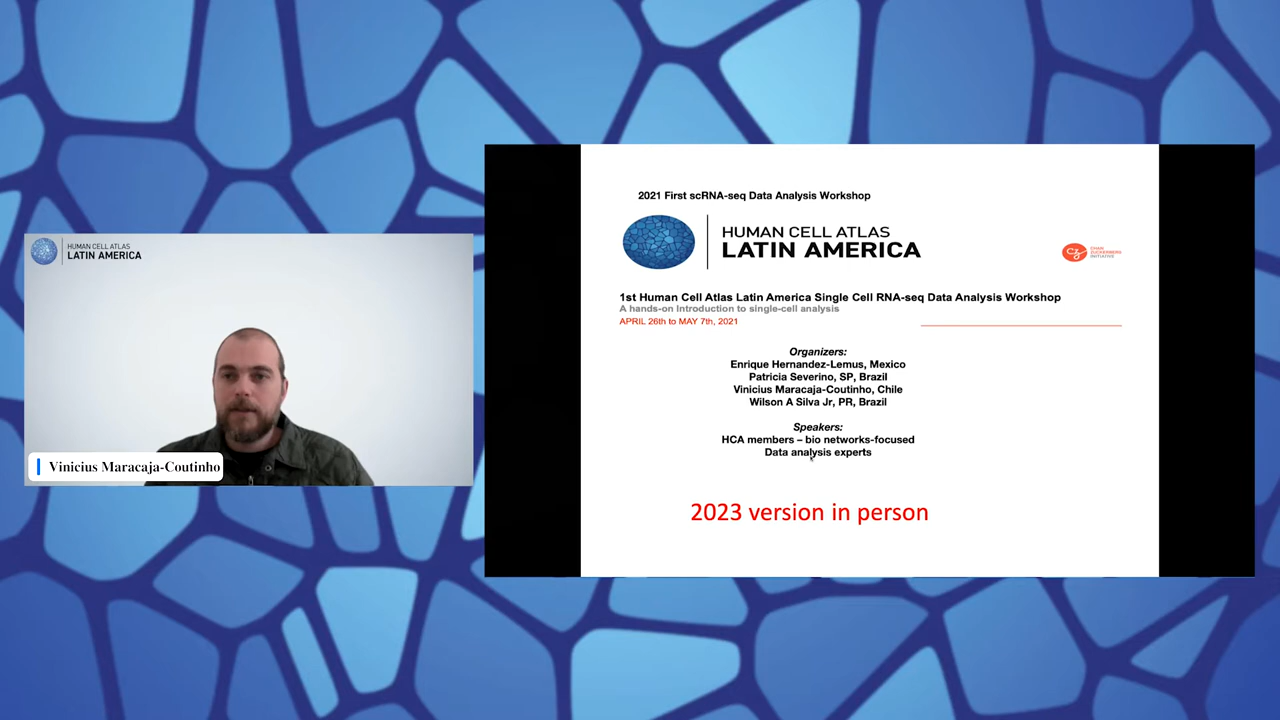 HUMAN CELL ATLAS
LATIN AMERICA
Vinicius Maracaja-Coutinho
2021 First scRNA-seq Data Analysis Workshop
HUMAN CELL ATLAS
LATIN AMERICA
CHAN
ZUCKERBERG
INITIATIVE
1st Human Cell Atlas Latin America Single Cell RNA-seq Data Analysis Workshop
A hands-on Introduction to single-cell analysis
APRIL 26th to MAY 7th, 2021
Organizers:
Enrique Hernandez-Lemus, Mexico
Patricia Severino, SP, Brazil
Vinicius Maracaja-Coutinho, Chile
Wilson A Silva Jr, PR, Brazil
Speakers:
HCA members – bio networks-focused
Data analysis experts
2023 version in person